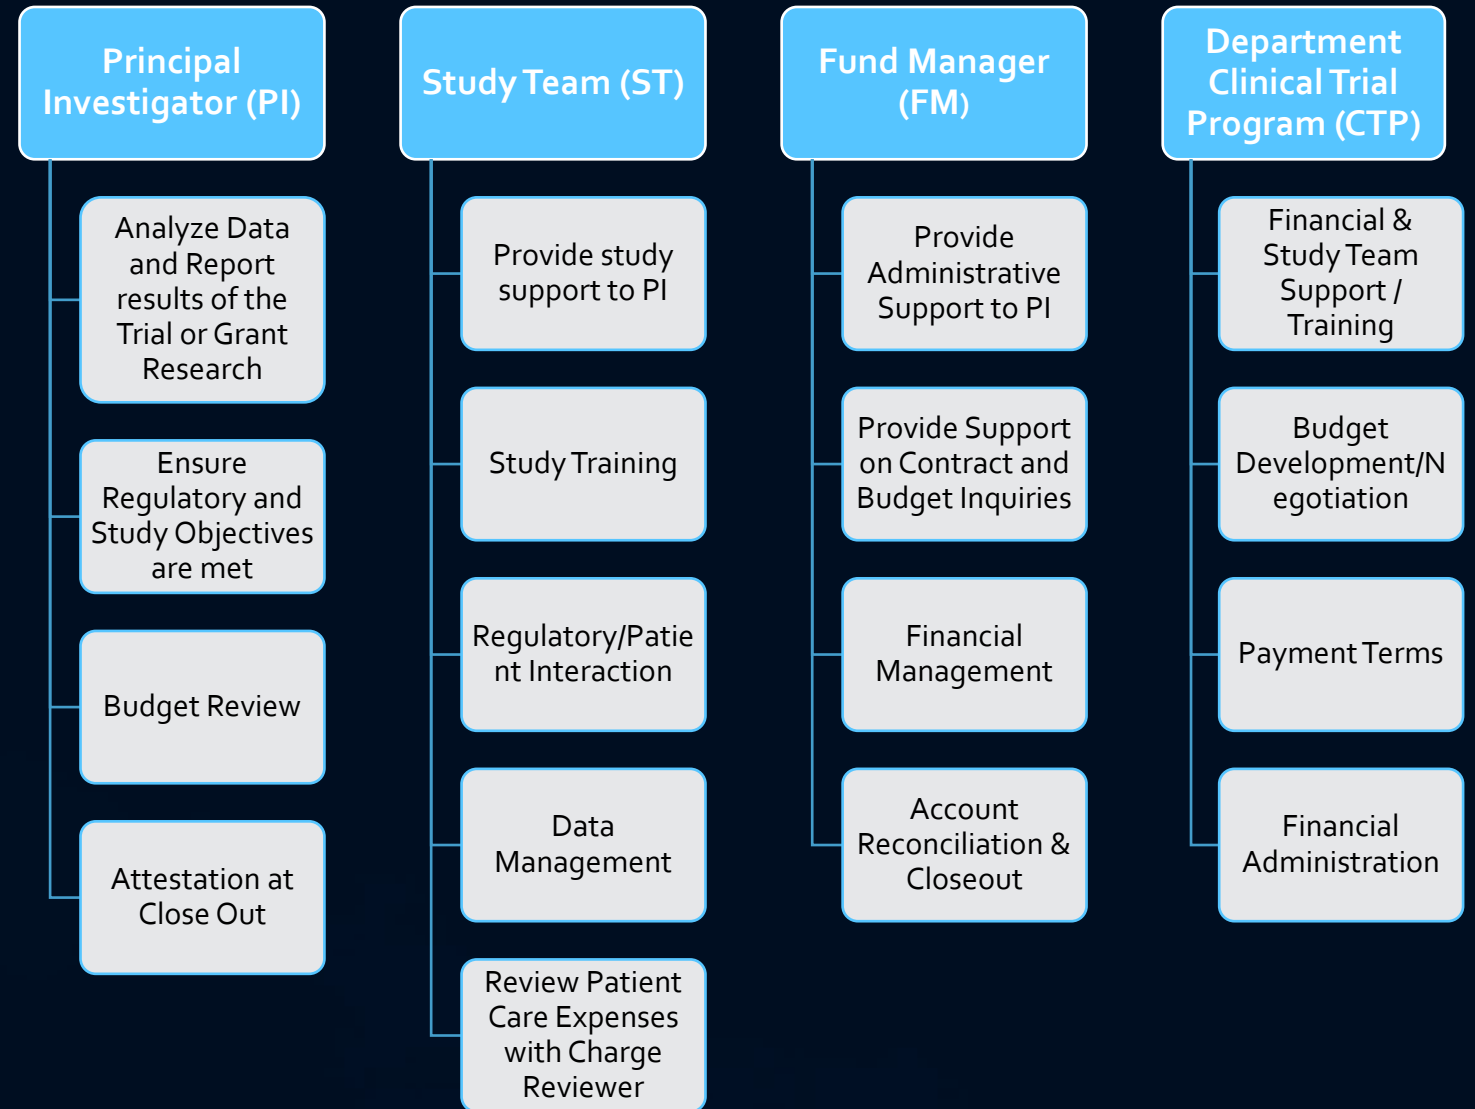 Principal
Investigator (PI)
Analyze Data
and Report
results of the
Trial or Grant
Research
Ensure
Regulatory and
Study Objectives
are met
Budget Review
Attestation at
Close Out
Study Team (ST)
Provide study
support to PI
Study Training
Regulatory/Patie
nt Interaction
Data
Management
Review Patient
Care Expenses
with Charge
Reviewer
Fund Manager
(FM)
Provide
Administrative
Support to PI
Provide Support
on Contract and
Budget Inquiries
Financial
Management
Account
Reconciliation &
Closeout
Department
Clinical Trial
Program (CTP)
Financial &
Study Team
Support /
Training
Budget
Development/N
egotiation
Payment Terms
Financial
Administration